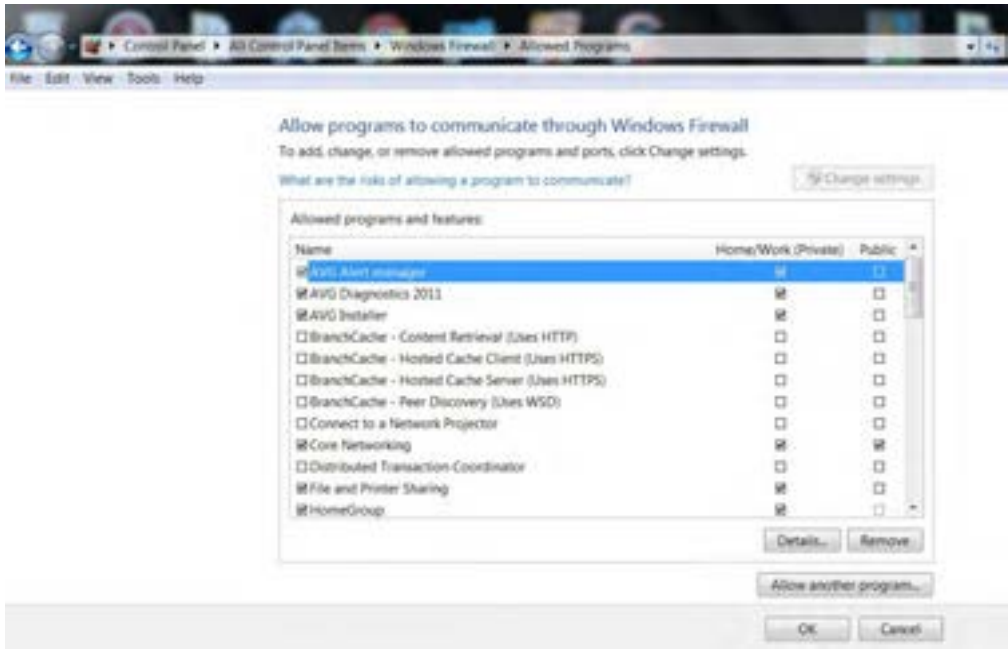 Control Panel ▸ All Control Panel Items ▸ Windows Firewall ▸ Allowed Programs
File Edit View Tools Help
Allow programs to communicate through Windows Firewall
To add, change, or remove allowed programs and ports, click Change settings.
What are the risks of allowing a program to communicate?
Change settings
Allowed programs and features:
Name Home/Work (Private) Public
AVG Alert manager
AVG Diagnostics 2011
AVG Installer
BranchCache - Content Retrieval (Uses HTTP)
BranchCache - Hosted Cache Client (Uses HTTPS)
BranchCache - Hosted Cache Server (Uses HTTPS)
BranchCache - Peer Discovery (Uses WSD)
Connect to a Network Projector
Core Networking
Distributed Transaction Coordinator
File and Printer Sharing
HomeGroup
Details... Remove
Allow another program...
OK Cancel